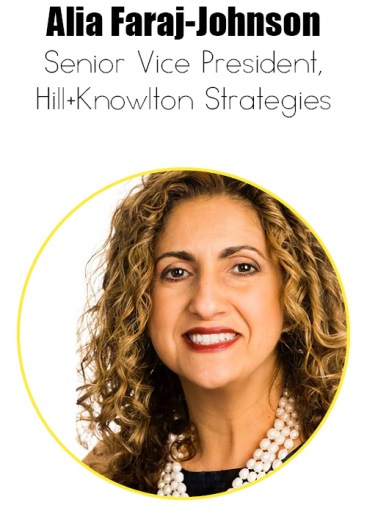 Alia Faraj-Johnson
Senior Vice President,
Hill+Knowlton Strategies